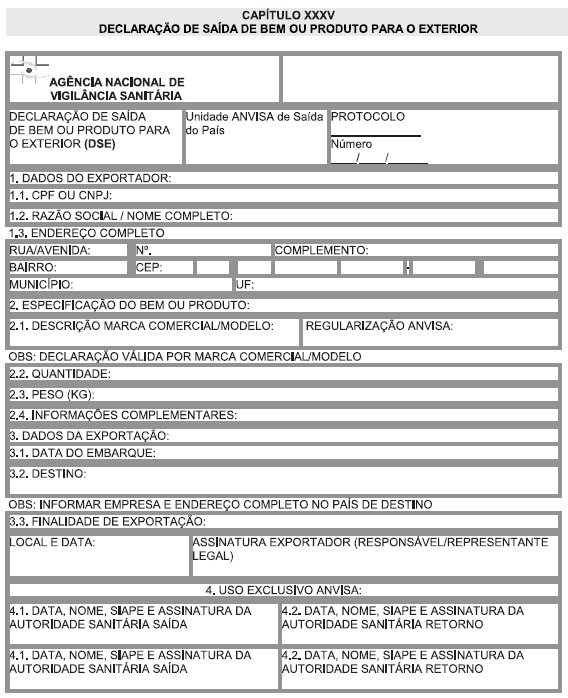 CAPÍTULO XXXV
DECLARAÇÃO DE SAÍDA DE BEM OU PRODUTO PARA O EXTERIOR
AGÊNCIA NACIONAL DE
VIGILÂNCIA SANITÁRIA
DECLARAÇÃO DE SAÍDA
DE BEM OU PRODUTO PARA
O EXTERIOR (DSE)
Unidade ANVISA de Saída
do País
PROTOCOLO
Número
___/___/______
1. DADOS DO EXPORTADOR:
1.1. CPF OU CNPJ:
1.2. RAZÃO SOCIAL / NOME COMPLETO:
1.3. ENDEREÇO COMPLETO
RUA/AVENIDA: Nº. COMPLEMENTO:
BAIRRO: CEP: -
MUNICÍPIO: UF:
2. ESPECIFICAÇÃO DO BEM OU PRODUTO:
2.1. DESCRIÇÃO MARCA COMERCIAL/MODELO: REGULARIZAÇÃO ANVISA:
OBS: DECLARAÇÃO VÁLIDA POR MARCA COMERCIAL/MODELO
2.2. QUANTIDADE:
2.3. PESO (KG):
2.4. INFORMAÇÕES COMPLEMENTARES:
3. DADOS DA EXPORTAÇÃO:
3.1. DATA DO EMBARQUE:
3.2. DESTINO:
OBS: INFORMAR EMPRESA E ENDEREÇO COMPLETO NO PAÍS DE DESTINO
3.3. FINALIDADE DE EXPORTAÇÃO:
LOCAL E DATA:
ASSINATURA EXPORTADOR (RESPONSÁVEL/REPRESENTANTE
LEGAL)
4. USO EXCLUSIVO ANVISA:
4.1. DATA, NOME, SIAPE E ASSINATURA DA
AUTORIDADE SANITÁRIA SAÍDA
4.2. DATA, NOME, SIAPE E ASSINATURA DA
AUTORIDADE SANITÁRIA RETORNO
4.1. DATA, NOME, SIAPE E ASSINATURA DA
AUTORIDADE SANITÁRIA SAÍDA
4.2. DATA, NOME, SIAPE E ASSINATURA DA
AUTORIDADE SANITÁRIA RETORNO